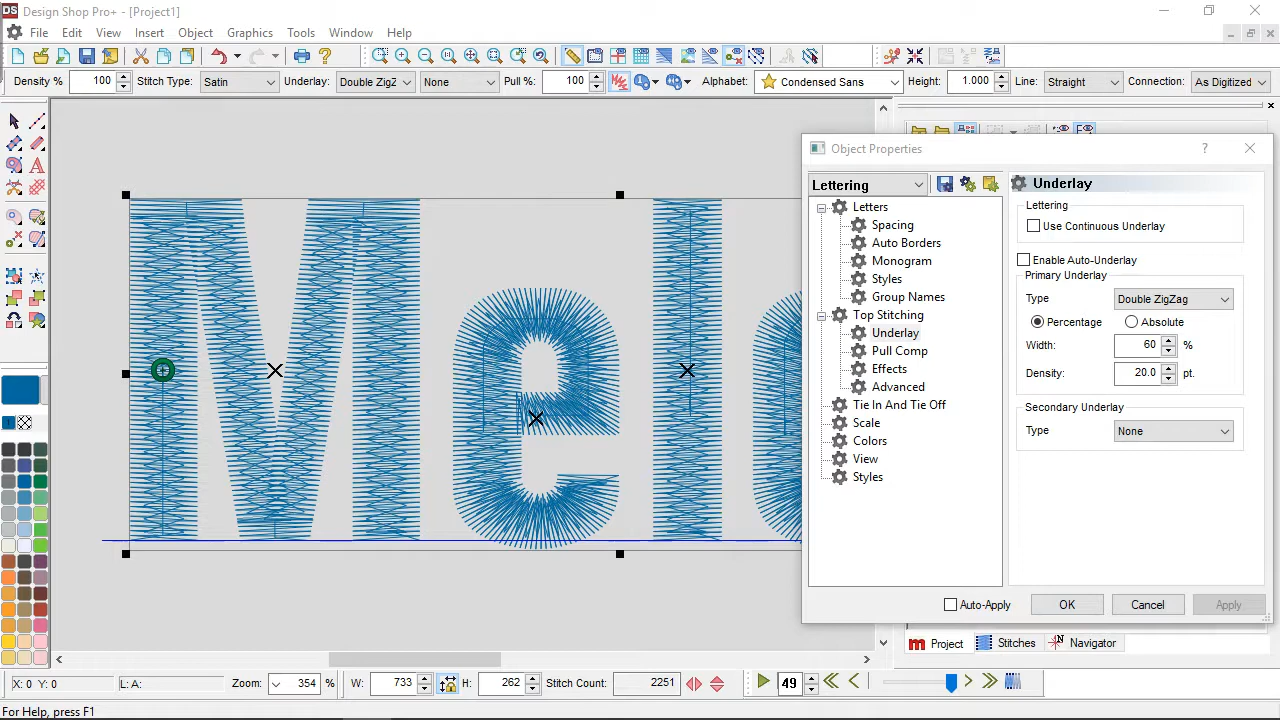 DS Design Shop Pro+ - [Project1]
File Edit View Insert Object Graphics Tools Window Help
Density % 100 Stitch Type: Satin Underlay: Double ZigZ None Pull %: 100 Alphabet: Condensed Sans Height: 1.000 Line: Straight Connection: As Digitized
Mel
Object Properties
Lettering
Letters
Spacing
Auto Borders
Monogram
Styles
Group Names
Top Stitching
Underlay
Pull Comp
Effects
Advanced
Tie In And Tie Off
Scale
Colors
View
Styles
Underlay
Lettering
Use Continuous Underlay
Enable Auto-Underlay
Primary Underlay
Type Double ZigZag
Percentage Absolute
Width: 60 %
Density: 20.0 pt.
Secondary Underlay
Type None
Auto-Apply OK Cancel Apply
Project Stitches Navigator
X: 0 Y: 0 L: A: Zoom: 354 % W: 733 H: 262 Stitch Count: 2251 49
For Help, press F1